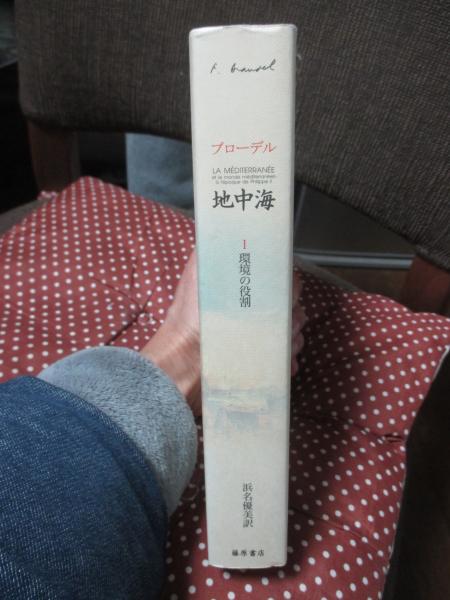 F. Braudel
ブローデル
LA MÉDITERRANÉE
et le monde méditerranéen
à l'époque de Philippe II
地中海
1
環境の役割
浜名優美訳
藤原書店